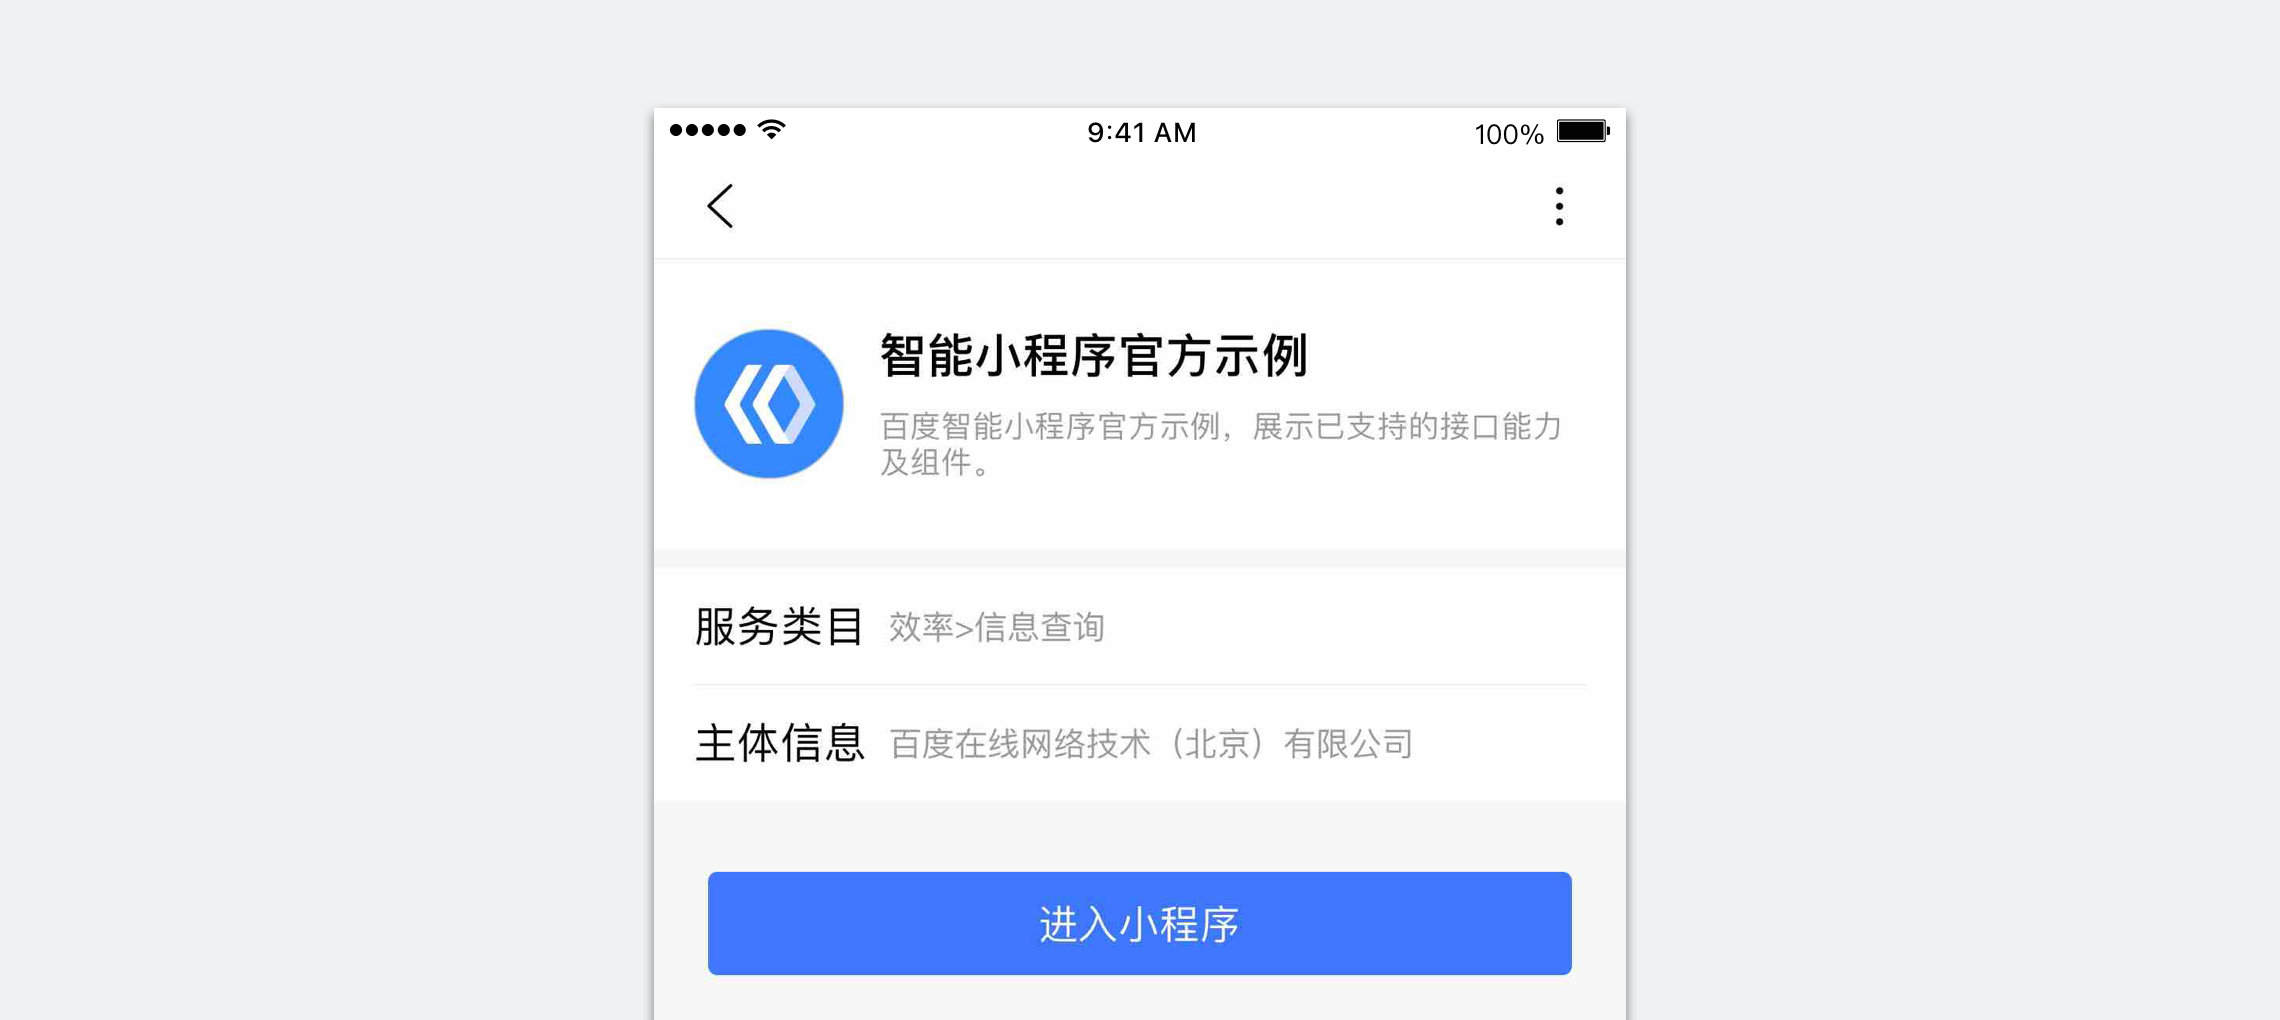 9:41 AM
100%
智能小程序官方示例
百度智能小程序官方示例，展示已支持的接口能力
及组件。
服务类目 效率>信息查询
主体信息 百度在线网络技术（北京）有限公司
进入小程序